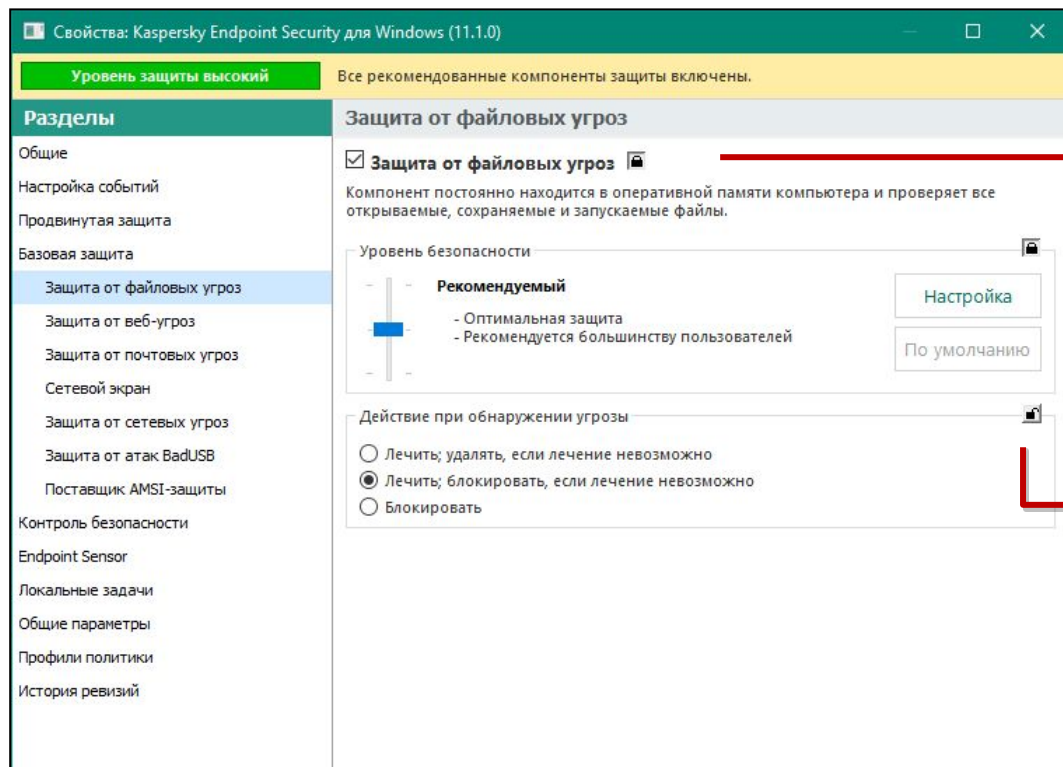 Свойства: Kaspersky Endpoint Security для Windows (11.1.0)
Уровень защиты высокий
Все рекомендованные компоненты защиты включены.
Разделы
Общие
Настройка событий
Продвинутая защита
Базовая защита
Защита от файловых угроз
Защита от веб-угроз
Защита от почтовых угроз
Сетевой экран
Защита от сетевых угроз
Защита от атак BadUSB
Поставщик AMSI-защиты
Контроль безопасности
Endpoint Sensor
Локальные задачи
Общие параметры
Профили политики
История ревизий
Защита от файловых угроз
Защита от файловых угроз
Компонент постоянно находится в оперативной памяти компьютера и проверяет все
открываемые, сохраняемые и запускаемые файлы.
Уровень безопасности
Рекомендуемый
- Оптимальная защита
- Рекомендуется большинству пользователей
Настройка
По умолчанию
Действие при обнаружении угрозы
Лечить; удалять, если лечение невозможно
Лечить; блокировать, если лечение невозможно
Блокировать